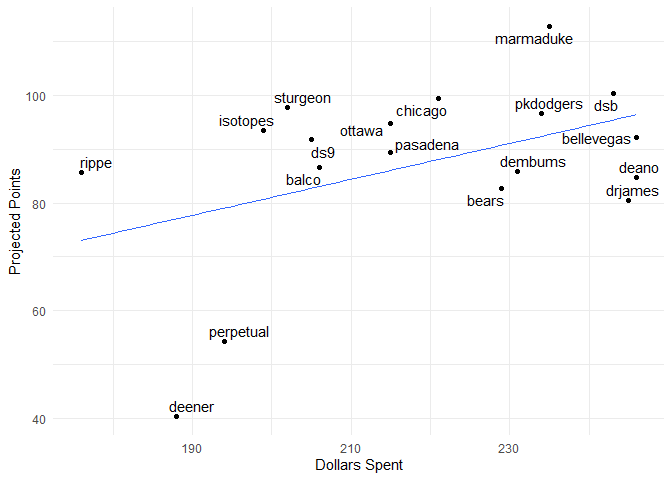 marmaduke
100
sturgeon
chicago
pkdodgers
dsb
isotopes
ottawa
bellevegas
ds9
pasadena
rippe
dembums
deano
balco
drjames
bears
80
Projected Points
60
perpetual
deener
40
190
210
230
Dollars Spent